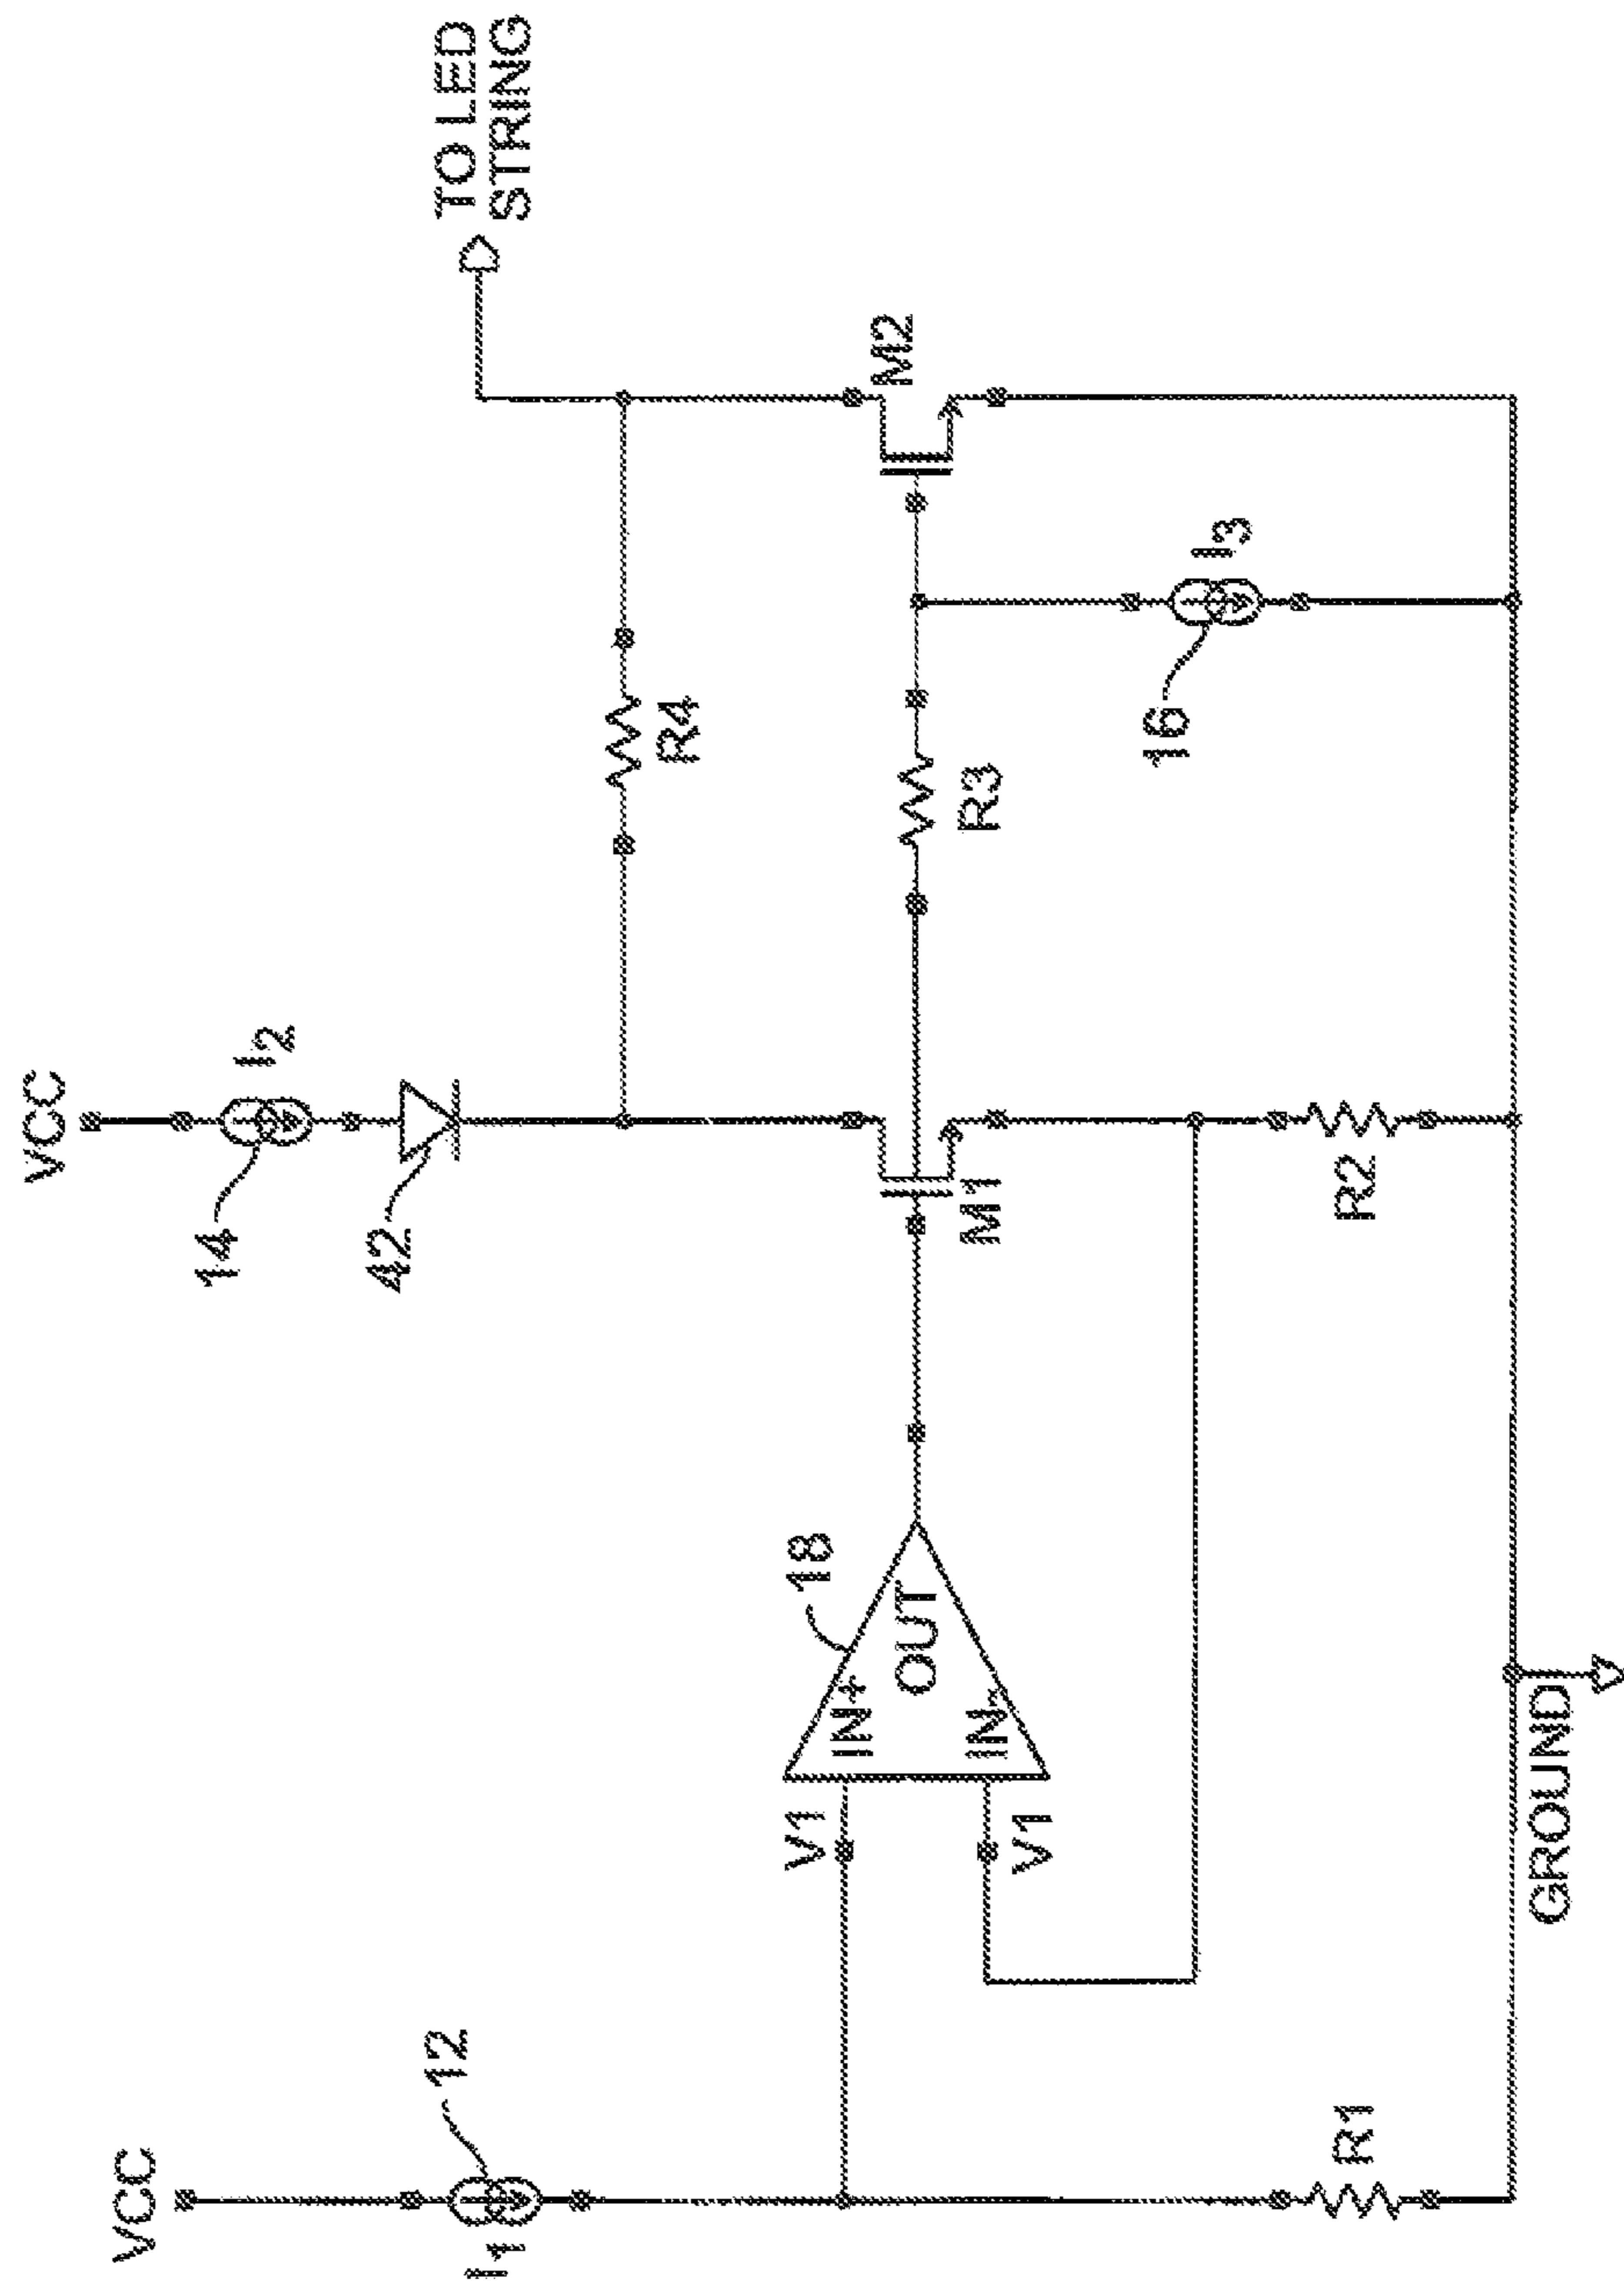 VCC
I1
12
R1
V1
V1
IN+
IN-
OUT
18
GROUND
VCC
14
I2
42
M1
R2
R4
R3
16
I3
M2
TO LED
STRING